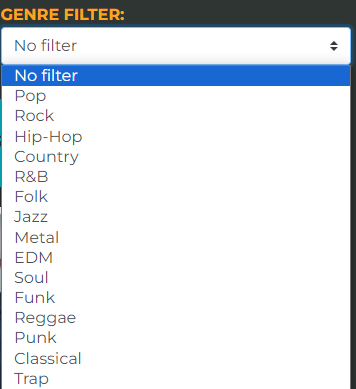 GENRE FILTER:
No filter
No filter
Pop
Rock
Hip-Hop
Country
R&B
Folk
Jazz
Metal
EDM
Soul
Funk
Reggae
Punk
Classical
Trap